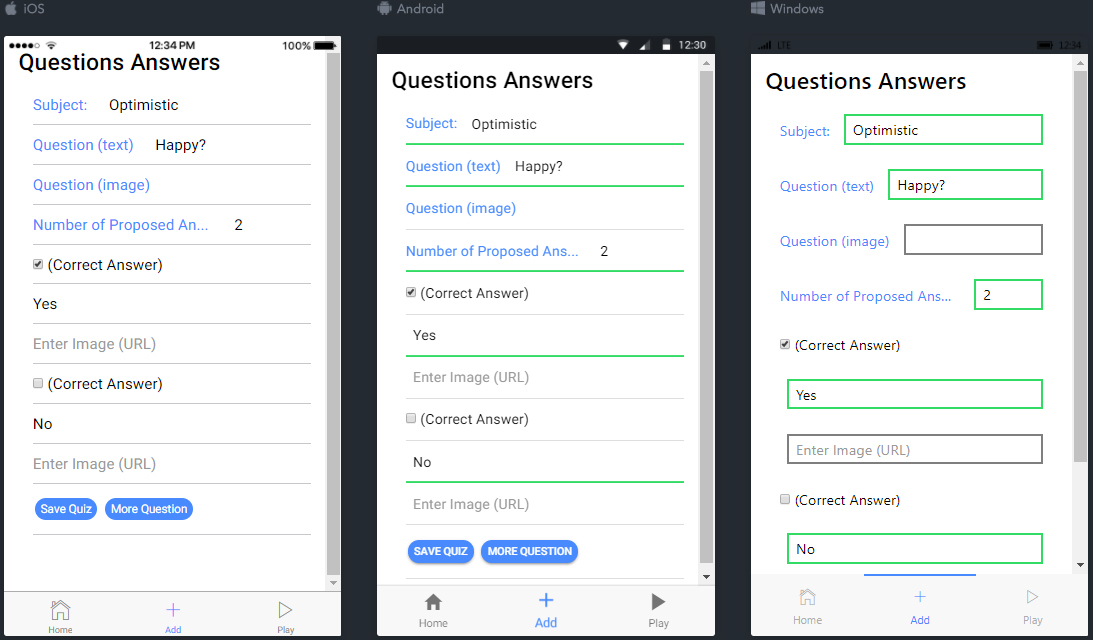 iOS
12:34 PM 100%
Questions Answers
Subject: Optimistic
Question (text) Happy?
Question (image)
Number of Proposed An... 2
(Correct Answer)
Yes
Enter Image (URL)
(Correct Answer)
No
Enter Image (URL)
Save Quiz More Question
Home Add Play
Android
12:30
Questions Answers
Subject: Optimistic
Question (text) Happy?
Question (image)
Number of Proposed Ans... 2
(Correct Answer)
Yes
Enter Image (URL)
(Correct Answer)
No
Enter Image (URL)
SAVE QUIZ MORE QUESTION
Home Add Play
Windows
LTE 12:34
Questions Answers
Subject: Optimistic
Question (text) Happy?
Question (image)
Number of Proposed Ans... 2
(Correct Answer)
Yes
Enter Image (URL)
(Correct Answer)
No
Home Add Play